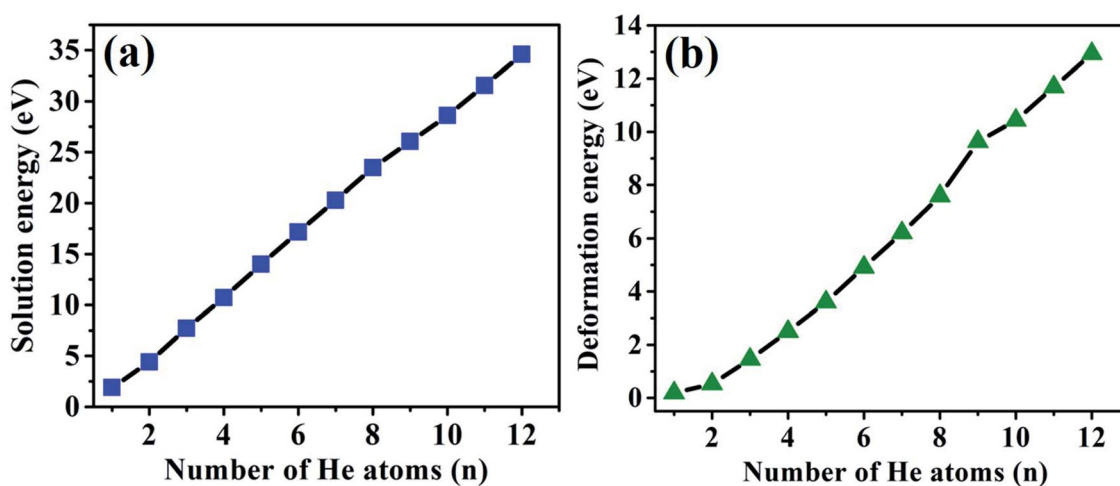 (a)
Solution energy (eV)
35
30
25
20
15
10
5
0
2 4 6 8 10 12
Number of He atoms (n)
(b)
Deformation energy (eV)
14
12
10
8
6
4
2
0
2 4 6 8 10 12
Number of He atoms (n)